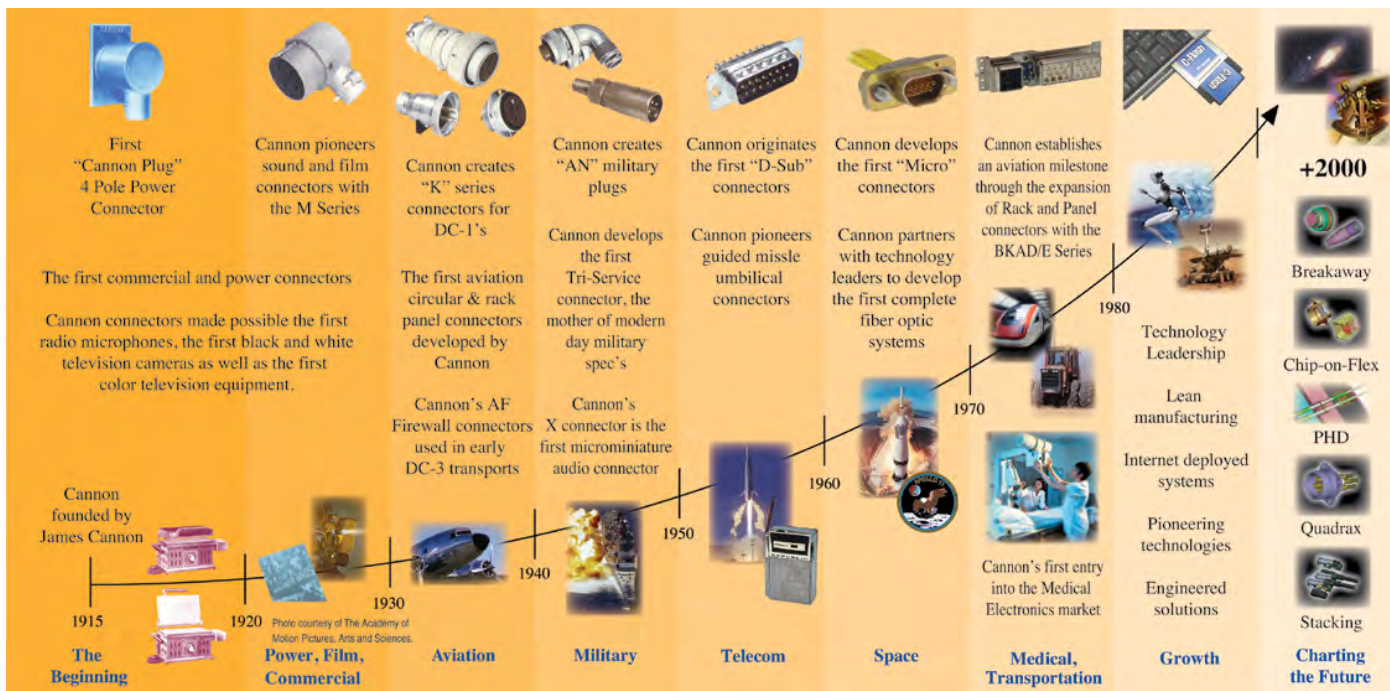 First
“Cannon Plug”
4 Pole Power
Connector
Cannon pioneers
sound and film
connectors with
the M Series
The first commercial and power connectors
Cannon connectors made possible the first
radio microphones, the first black and white
television cameras as well as the first
color television equipment.
Cannon
founded by
James Cannon
1915
The
Beginning
1920
Photo courtesy of The Academy of
Motion Pictures, Arts and Sciences.
Power, Film,
Commercial
1930
Cannon creates
“K” series
connectors for
DC-1’s
The first aviation
circular & rack
panel connectors
developed by
Cannon
Cannon’s AF
Firewall connectors
used in early
DC-3 transports
Aviation
1940
Cannon creates
“AN” military
plugs
Cannon develops
the first
Tri-Service
connector, the
mother of modern
day military
spec’s
Cannon’s
X connector is the
first microminiature
audio connector
Military
1950
Cannon originates
the first “D-Sub”
connectors
Cannon pioneers
guided missle
umbilical
connectors
Telecom
1960
Cannon develops
the first “Micro”
connectors
Cannon partners
with technology
leaders to develop
the first complete
fiber optic
systems
APOLLO 11
Space
1970
Cannon establishes
an aviation milestone
through the expansion
of Rack and Panel
connectors with the
BKAD/E Series
Cannon’s first entry
into the Medical
Electronics market
Medical,
Transportation
1980
C-Flash
C-Flash
Technology
Leadership
Lean
manufacturing
Internet deployed
systems
Pioneering
technologies
Engineered
solutions
Growth
+2000
Breakaway
Chip-on-Flex
PHD
Quadrax
Stacking
Charting
the Future